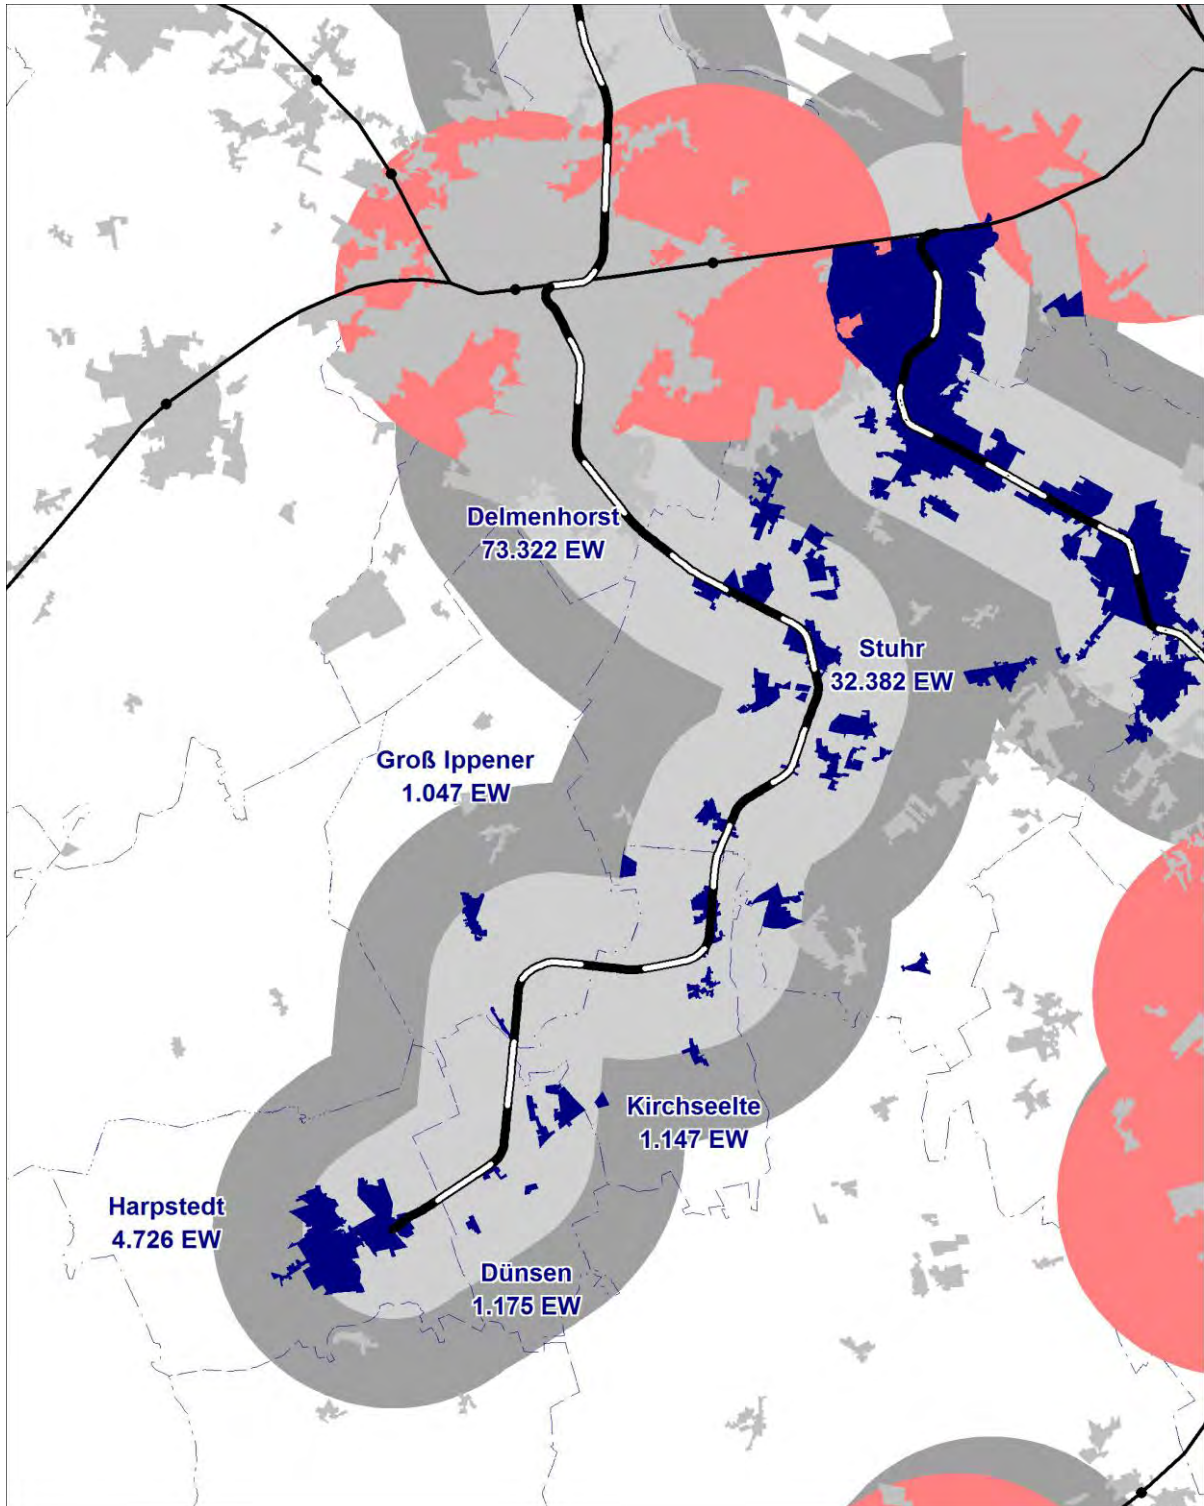 Delmenhorst
73.322 EW
Stuhr
32.382 EW
Groß Ippener
1.047 EW
Kirchseelte
1.147 EW
Harpstedt
4.726 EW
Dünsen
1.175 EW